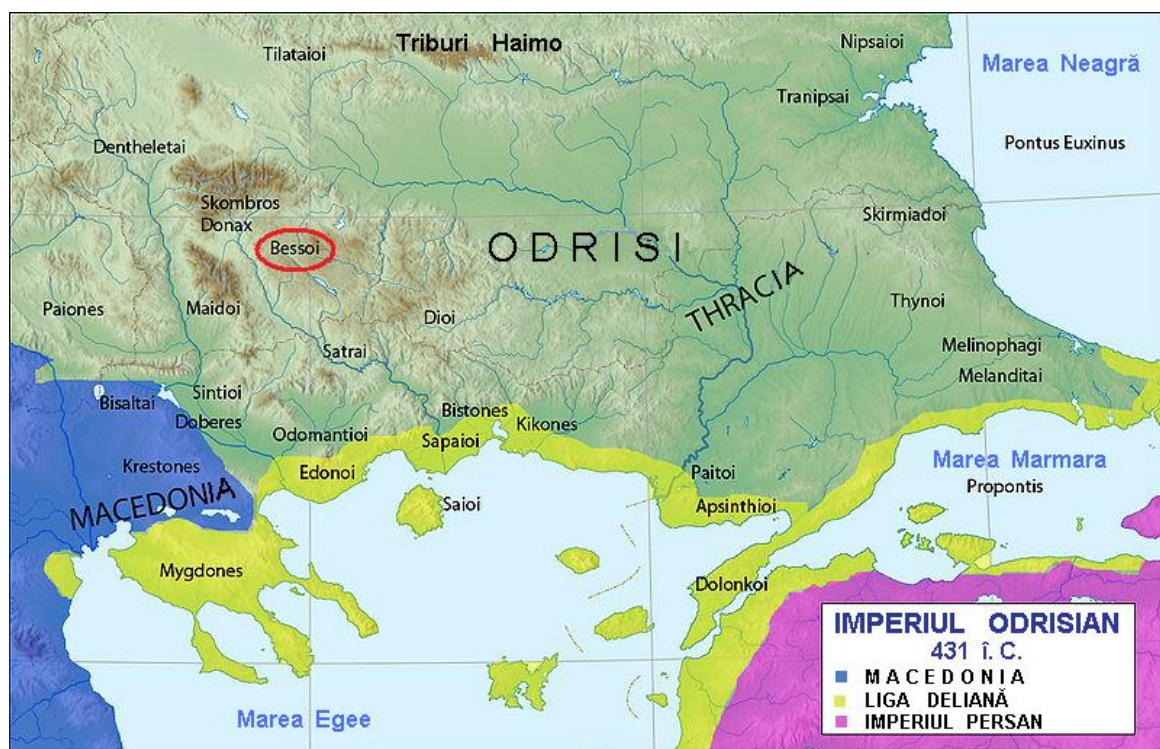 Triburi Haimo
Nipsaioi
Tilataioi
Marea Neagră
Tranipsai
Pontus Euxinus
Dentheletai
Skombros
Donax
Skirmiadoi
Bessoi
ODRISI
THRACIA
Paiones
Maidoi
Dioi
Thynoi
Satrai
Melinophagi
Melanditai
Sintioi
Bisaltai
Doberes
Bistones
Kikones
Odomantioi
Sapaioi
Krestones
Edonoi
Paitoi
Marea Marmara
Propontis
MACEDONIA
Saioi
Apsinthioi
Mygdones
Dolonkoi
Marea Egee
IMPERIUL ODRISIAN
431 î. C.
MACEDONIA
LIGA DELIANĂ
IMPERIUL PERSAN